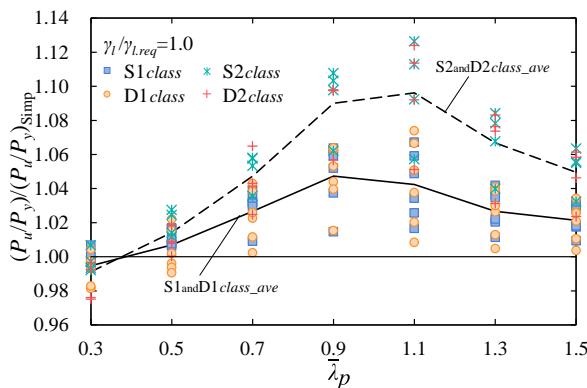 γl/γl.req=1.0
S1class
S2class
D1class
D2class
S2andD2class_ave
S1andD1class_ave
(Pu/Py)/(Pu/Py)Simp
1.14
1.12
1.10
1.08
1.06
1.04
1.02
1.00
0.98
0.96
0.3
0.5
0.7
0.9
1.1
1.3
1.5
λ̅p